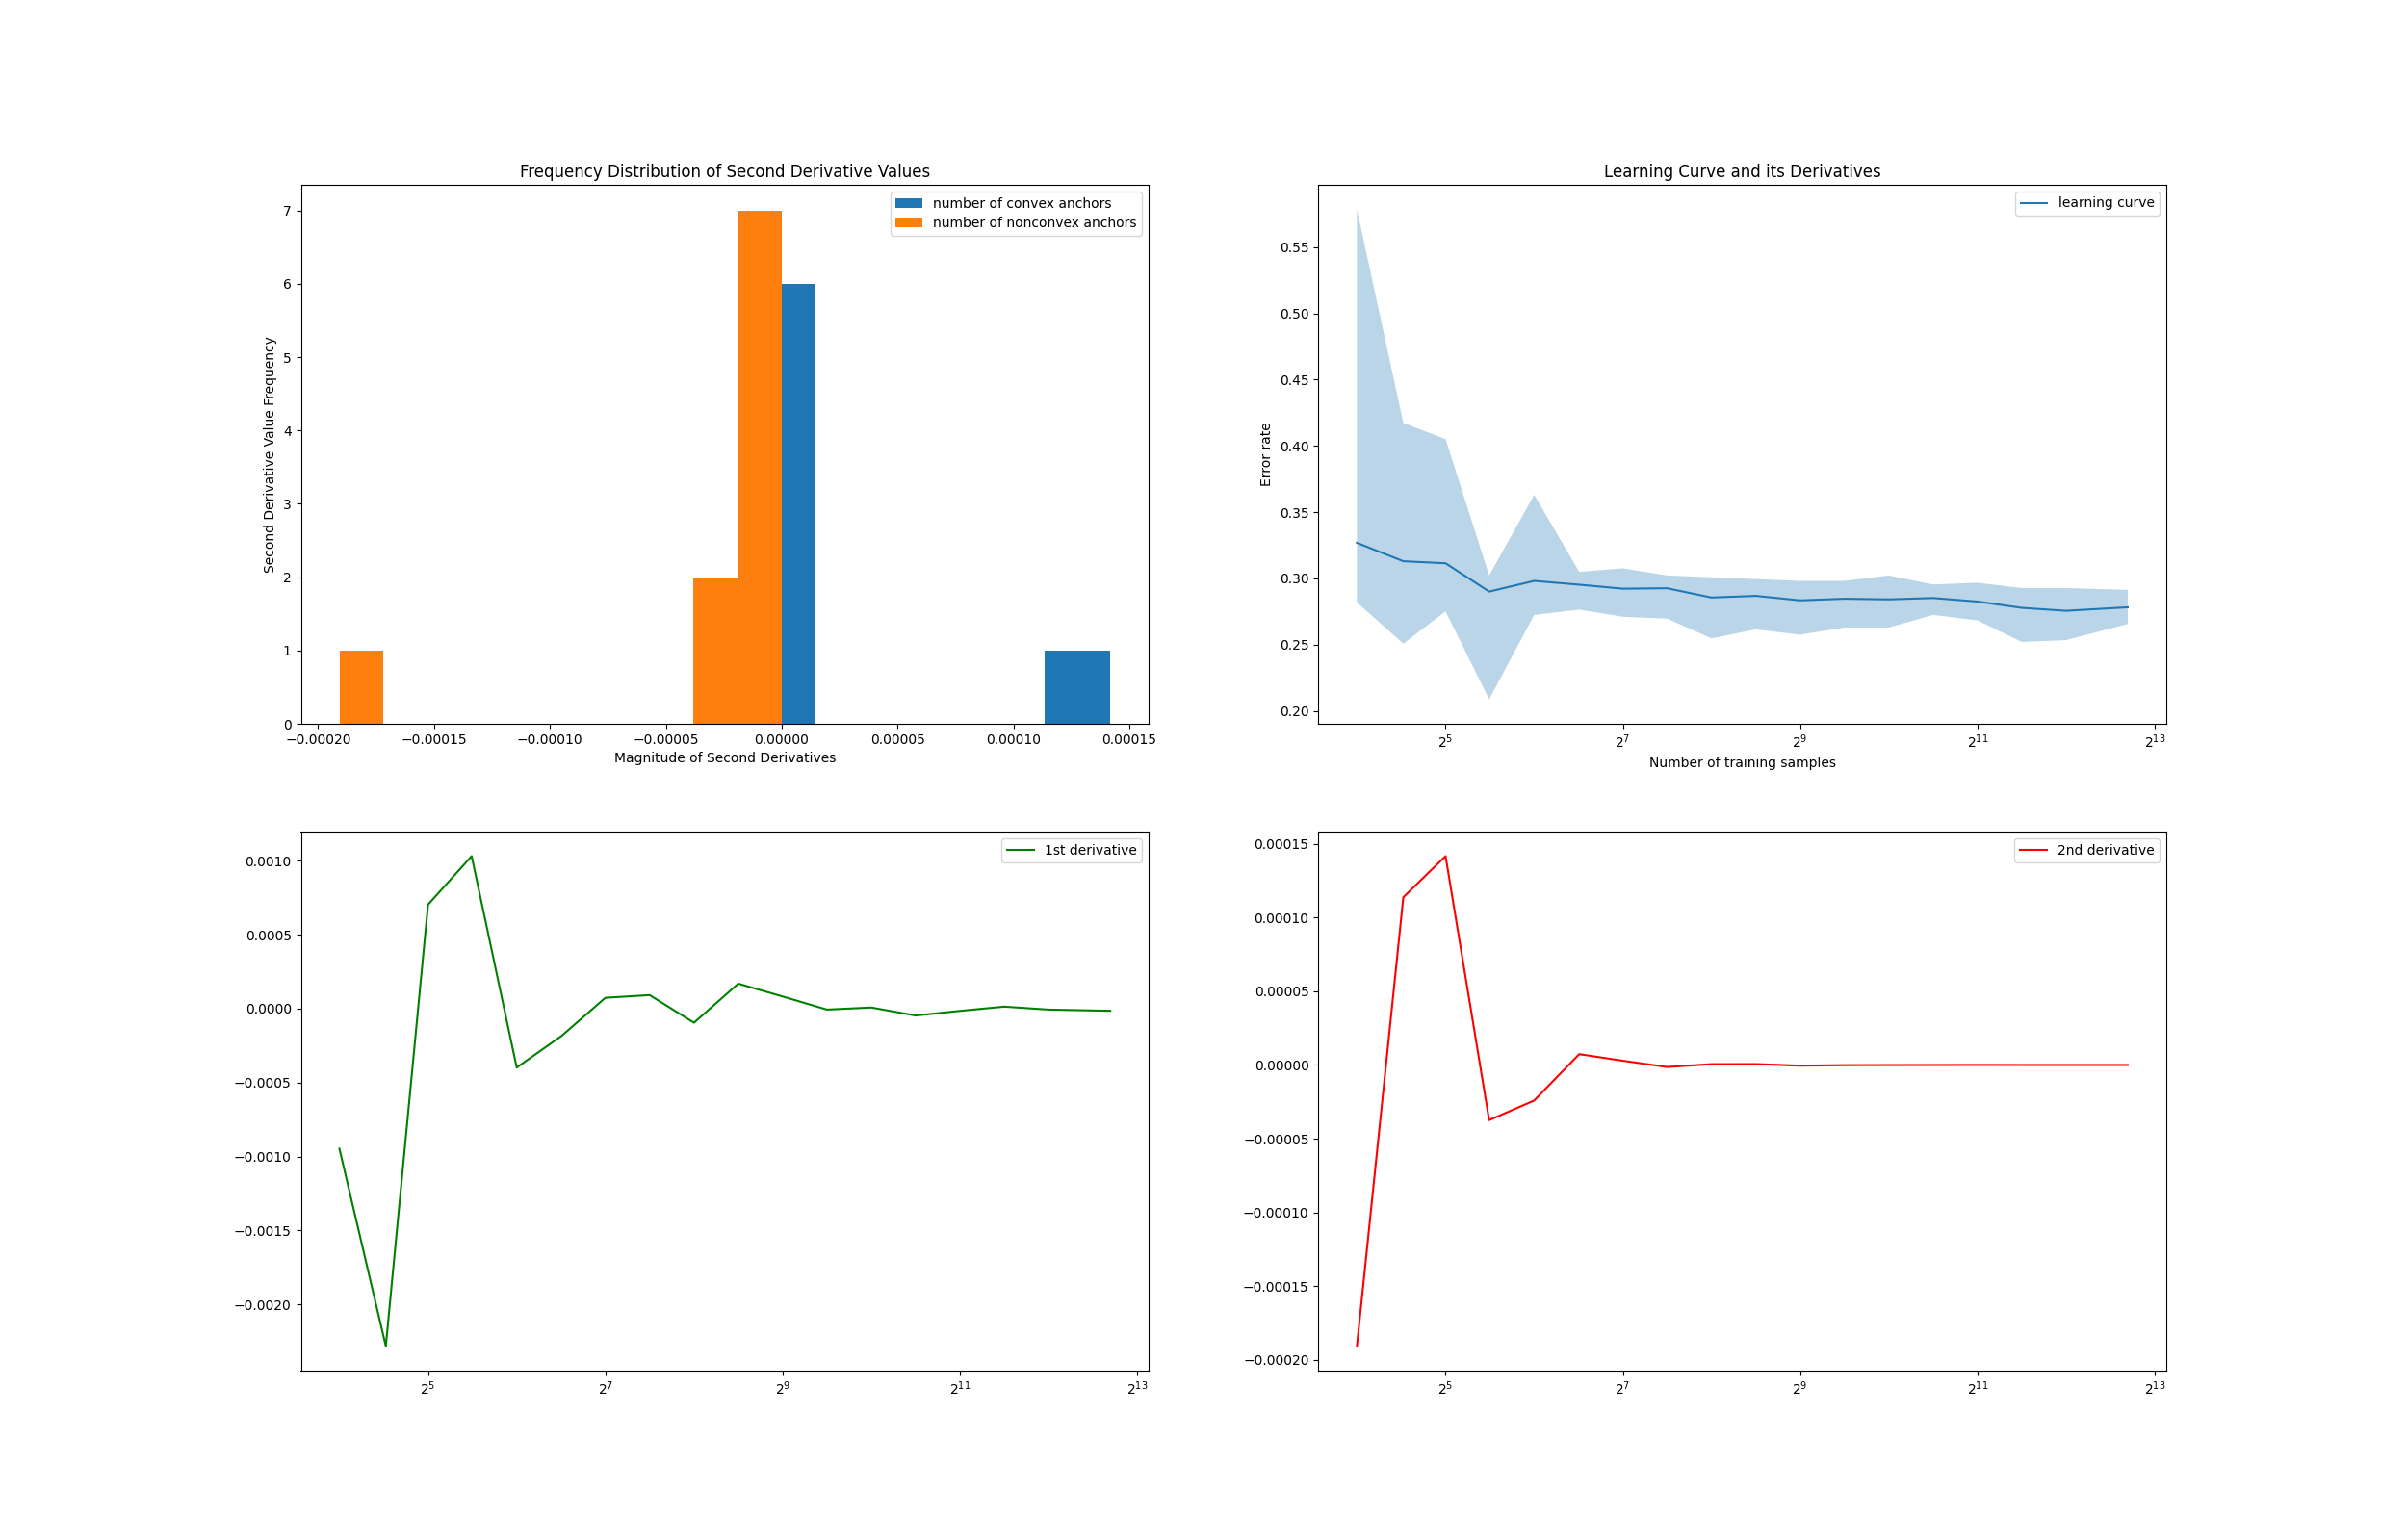 Frequency Distribution of Second Derivative Values
number of convex anchors
number of nonconvex anchors
7
6
5
4
3
2
1
0
Second Derivative Value Frequency
−0.00020 −0.00015 −0.00010 −0.00005 0.00000 0.00005 0.00010 0.00015
Magnitude of Second Derivatives
Learning Curve and its Derivatives
learning curve
0.55
0.50
0.45
0.40
0.35
0.30
0.25
0.20
Error rate
2^5 2^7 2^9 2^11 2^13
Number of training samples
1st derivative
0.0010
0.0005
0.0000
−0.0005
−0.0010
−0.0015
−0.0020
2^5 2^7 2^9 2^11 2^13
2nd derivative
0.00015
0.00010
0.00005
0.00000
−0.00005
−0.00010
−0.00015
−0.00020
2^5 2^7 2^9 2^11 2^13